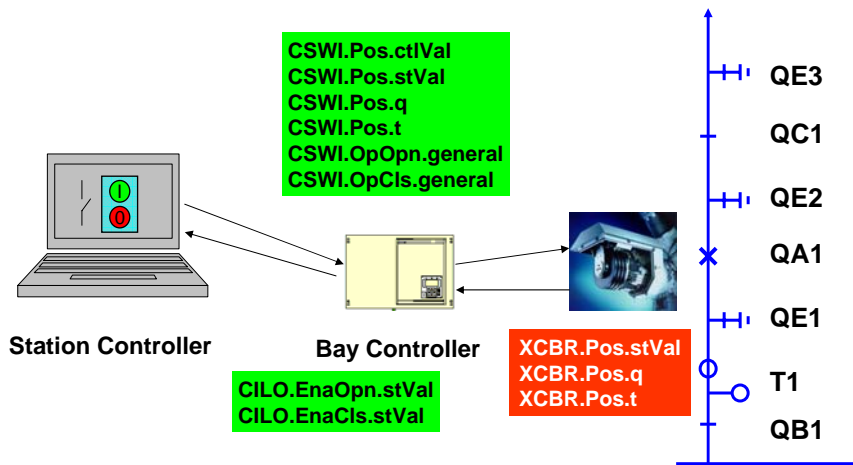 CSWI.Pos.ctlVal
CSWI.Pos.stVal
CSWI.Pos.q
CSWI.Pos.t
CSWI.OpOpn.general
CSWI.OpCls.general
I
0
Station Controller
Bay Controller
CILO.EnaOpn.stVal
CILO.EnaCls.stVal
XCBR.Pos.stVal
XCBR.Pos.q
XCBR.Pos.t
QE3
QC1
QE2
QA1
QE1
T1
QB1